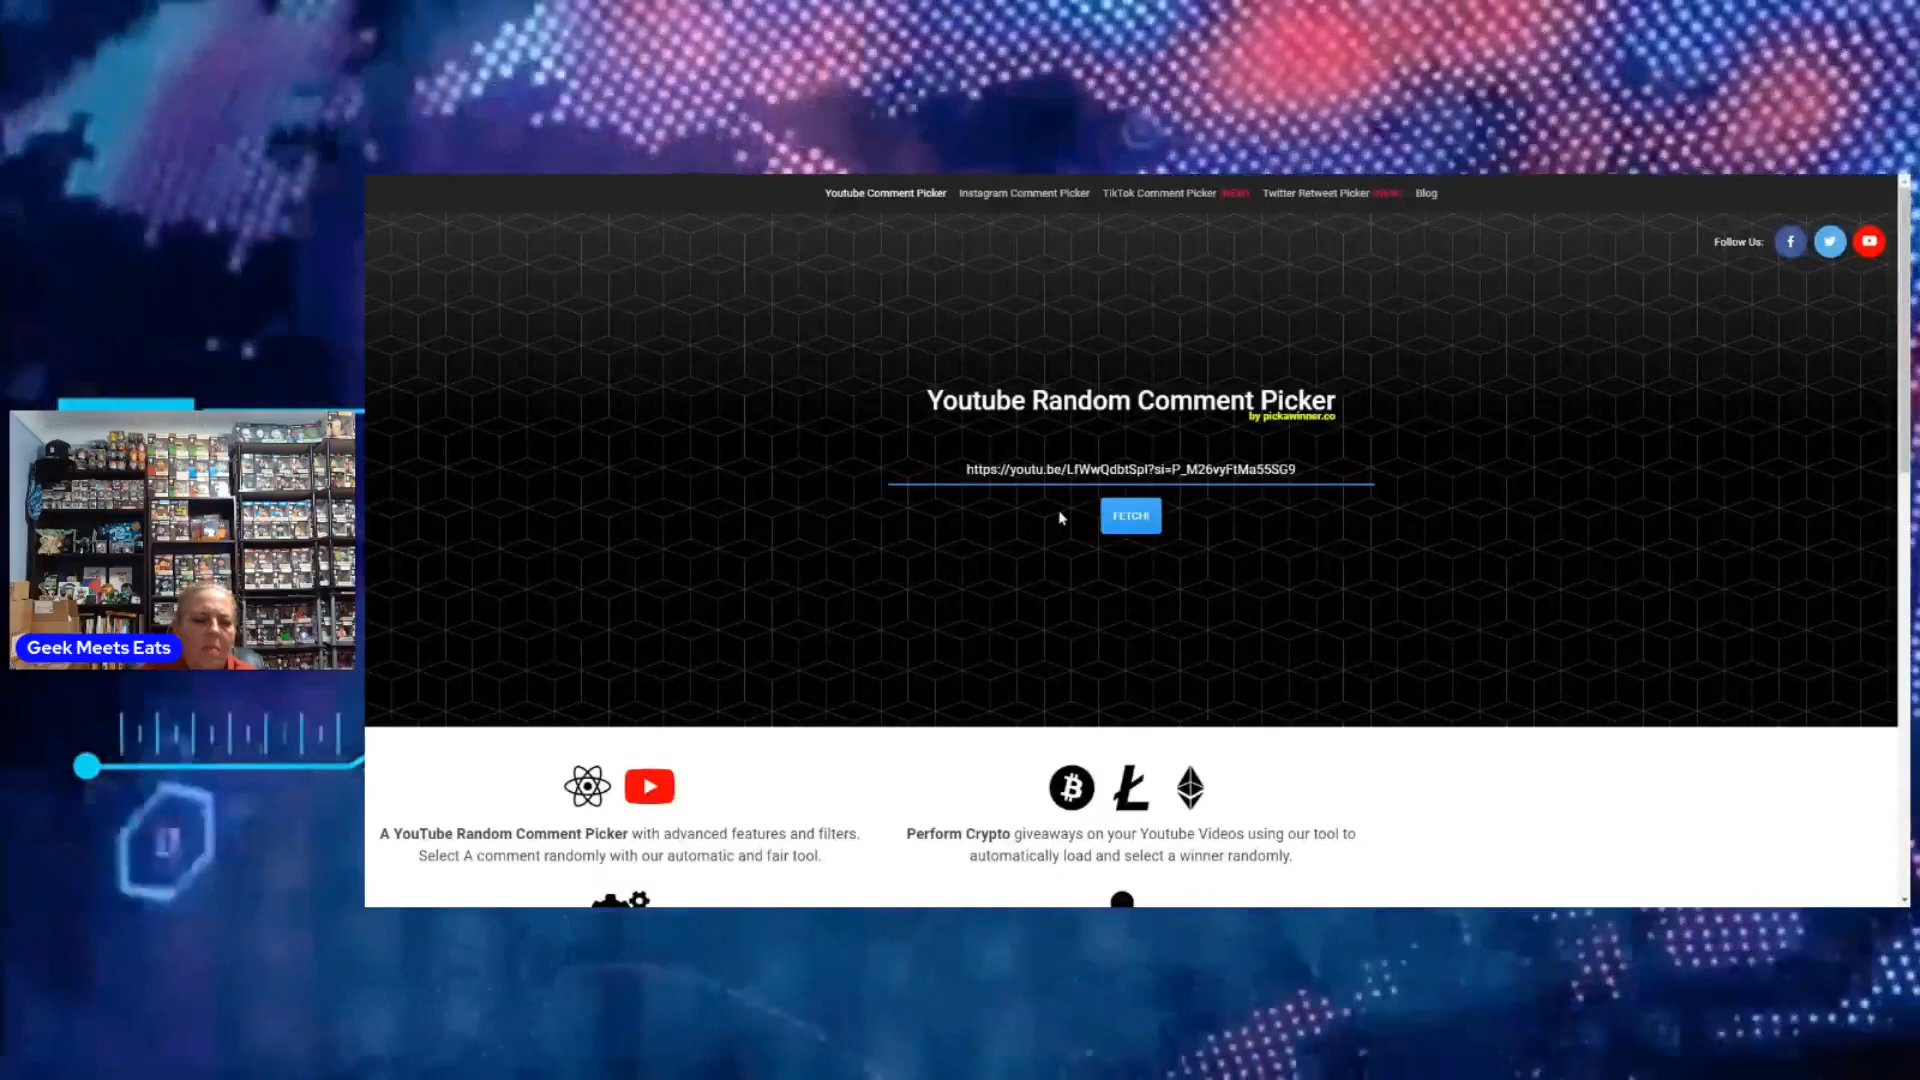 Youtube Comment Picker Instagram Comment Picker TikTok Comment Picker NEW! Twitter Retweet Picker NEW! Blog
Follow Us:
Youtube Random Comment Picker
by pickawinner.co
https://youtu.be/LfWwQdbtSpI?si=P_M26vyFtMa55SG9
FETCH!
Geek Meets Eats
A YouTube Random Comment Picker with advanced features and filters.
Select A comment randomly with our automatic and fair tool.
Perform Crypto giveaways on your Youtube Videos using our tool to
automatically load and select a winner randomly.